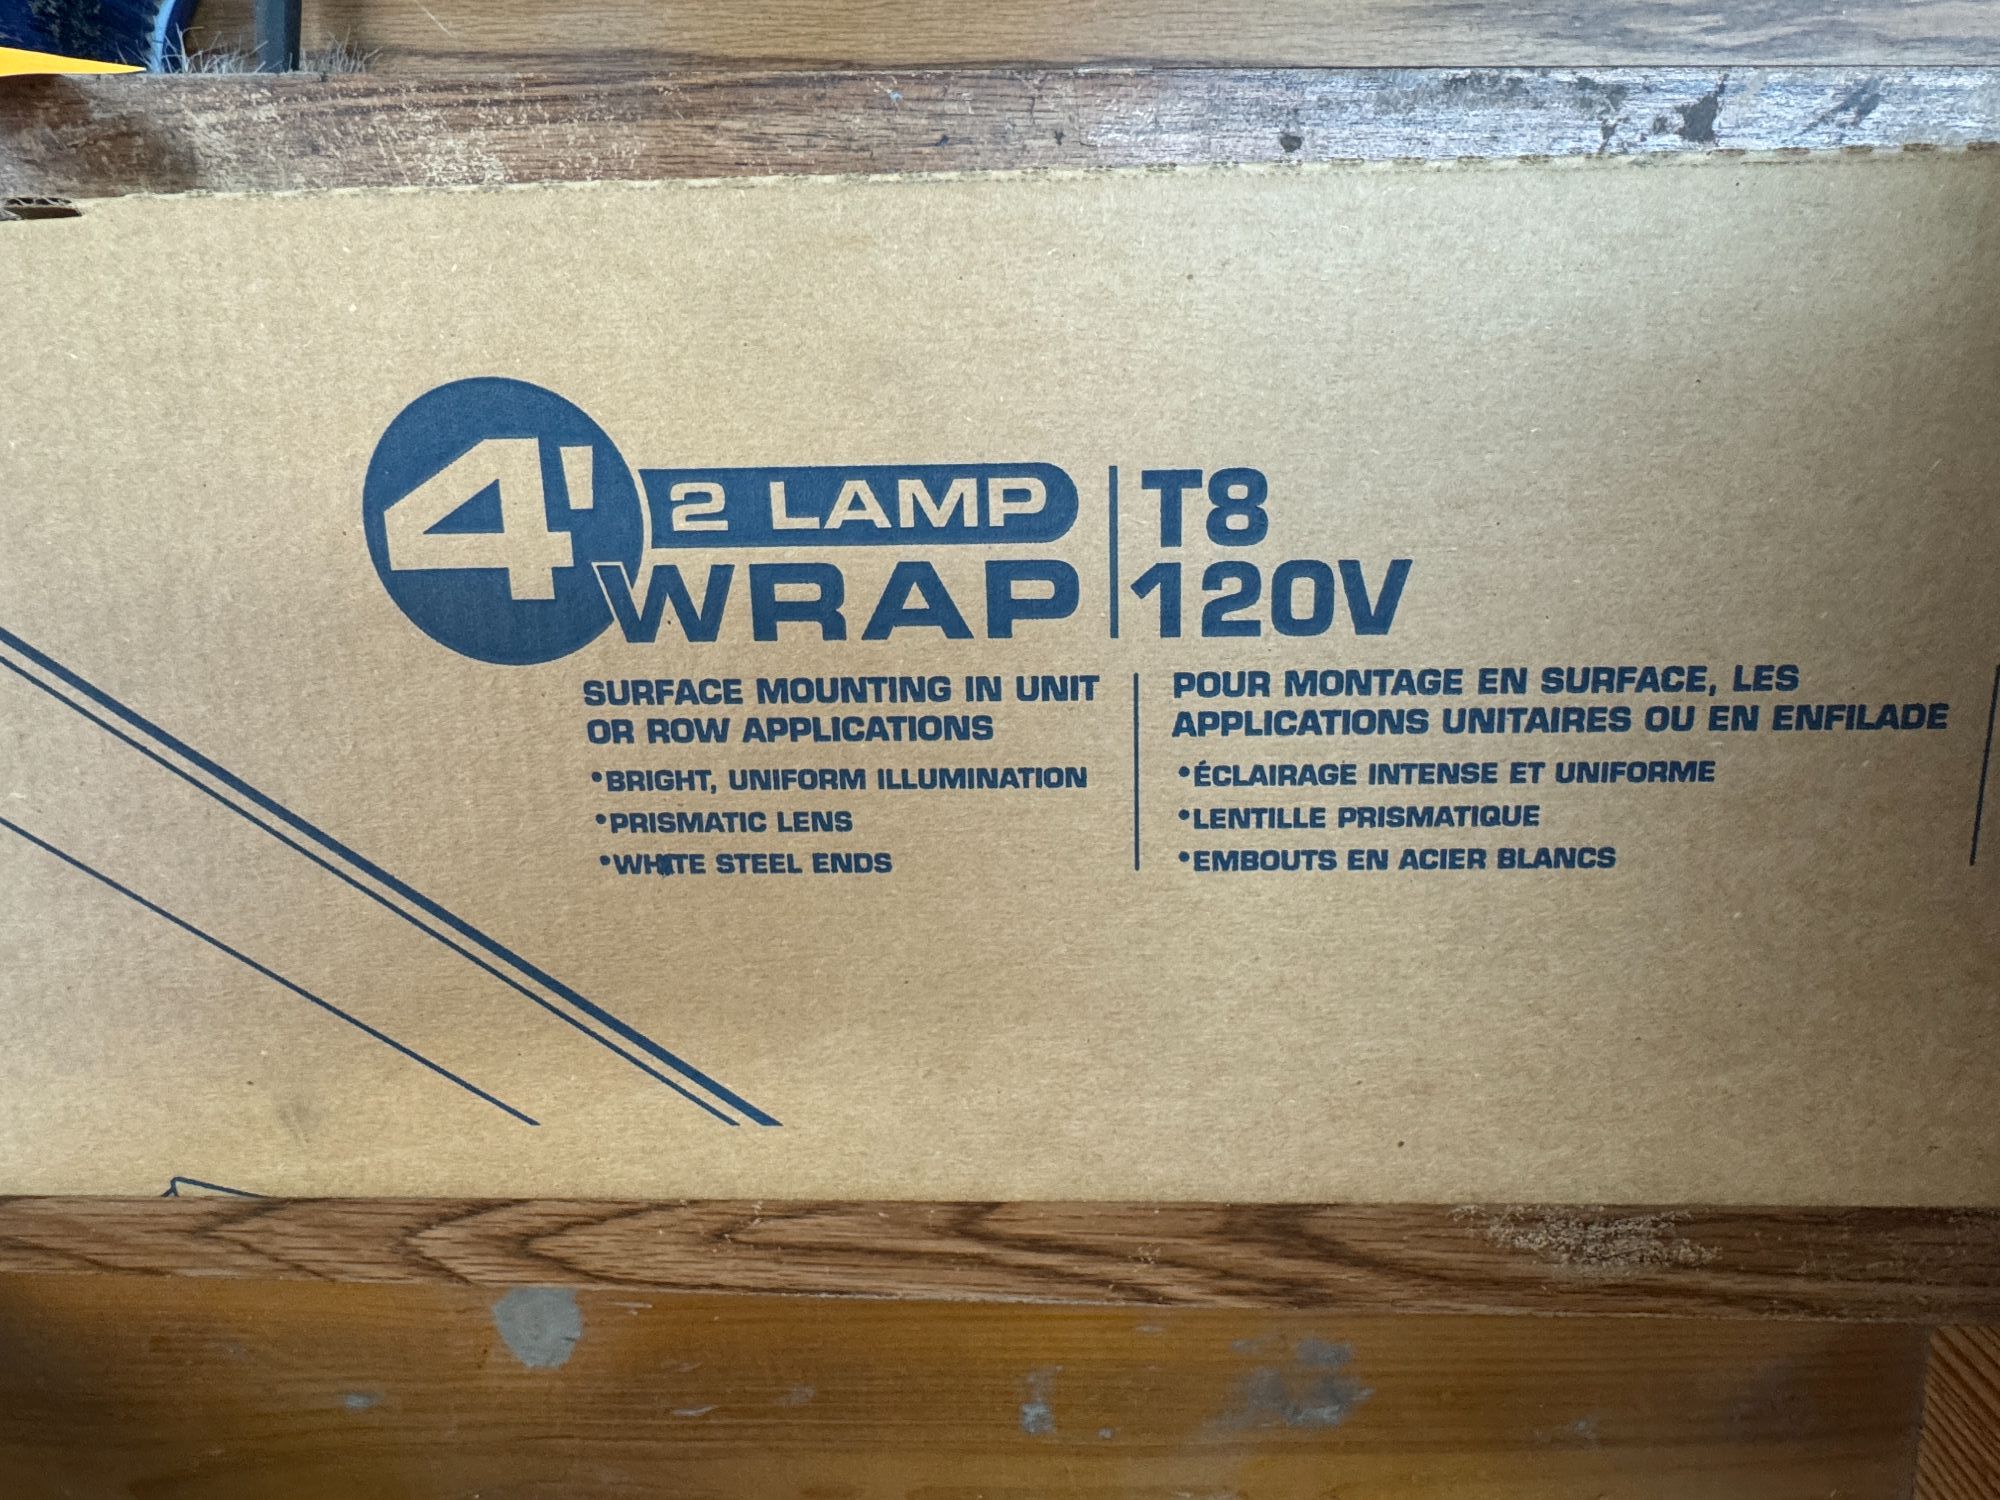 4' 2 LAMP
WRAP
T8
120V
SURFACE MOUNTING IN UNIT
OR ROW APPLICATIONS
•BRIGHT, UNIFORM ILLUMINATION
•PRISMATIC LENS
•WHITE STEEL ENDS
POUR MONTAGE EN SURFACE, LES
APPLICATIONS UNITAIRES OU EN ENFILADE
•ÉCLAIRAGE INTENSE ET UNIFORME
•LENTILLE PRISMATIQUE
•EMBOUTS EN ACIER BLANCS